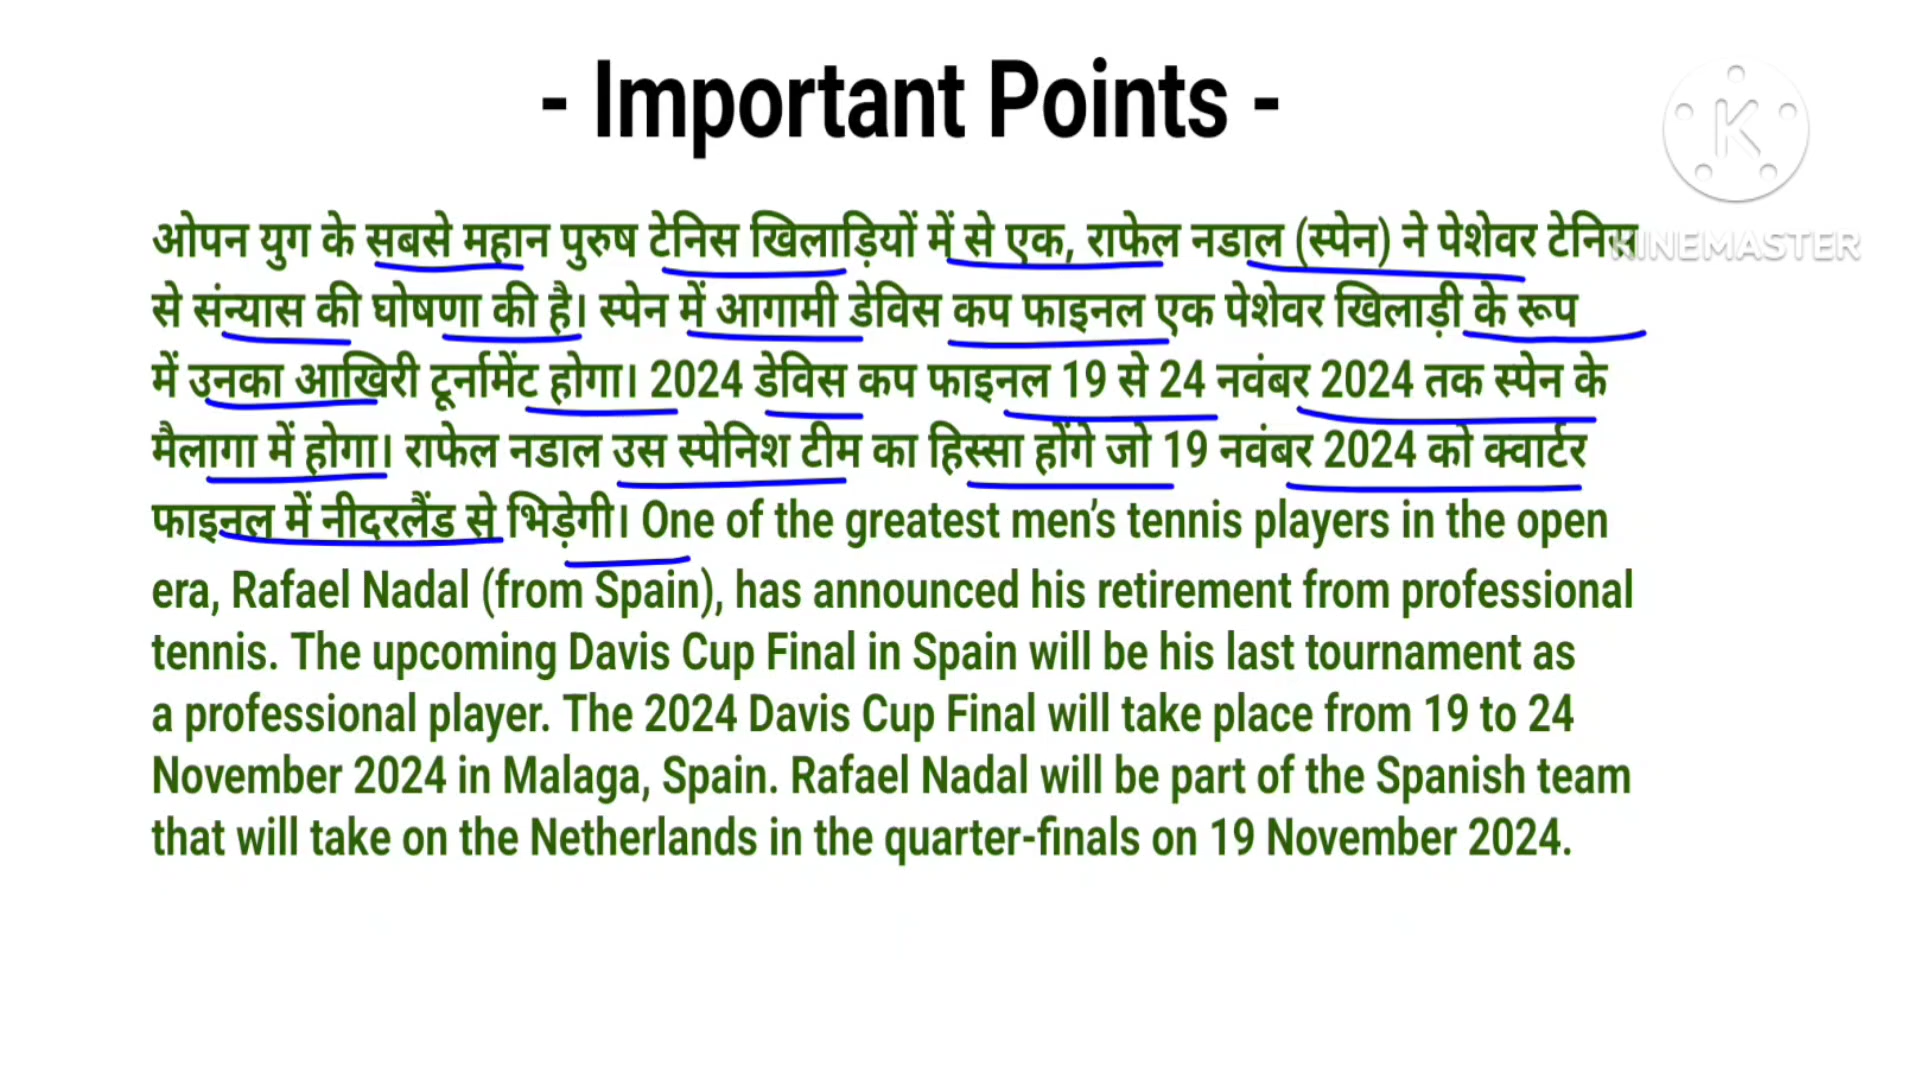 - Important Points -
ओपन युग के सबसे महान पुरुष टेनिस खिलाड़ियों में से एक, राफेल नडाल (स्पेन) ने पेशेवर टेनिस
KINEMASTER
से संन्यास की घोषणा की है। स्पेन में आगामी डेविस कप फाइनल एक पेशेवर खिलाड़ी के रूप
में उनका आखिरी टूर्नामेंट होगा। 2024 डेविस कप फाइनल 19 से 24 नवंबर 2024 तक स्पेन के
मैलागा में होगा। राफेल नडाल उस स्पेनिश टीम का हिस्सा होंगे जो 19 नवंबर 2024 को क्वार्टर
फाइनल में नीदरलैंड से भिड़ेगी। One of the greatest men’s tennis players in the open
era, Rafael Nadal (from Spain), has announced his retirement from professional
tennis. The upcoming Davis Cup Final in Spain will be his last tournament as
a professional player. The 2024 Davis Cup Final will take place from 19 to 24
November 2024 in Malaga, Spain. Rafael Nadal will be part of the Spanish team
that will take on the Netherlands in the quarter-finals on 19 November 2024.